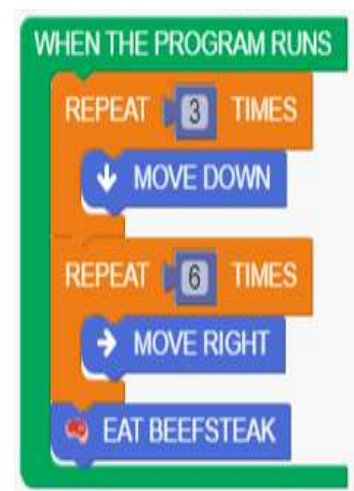 WHEN THE PROGRAM RUNS
REPEAT 3 TIMES
MOVE DOWN
REPEAT 6 TIMES
MOVE RIGHT
EAT BEEFSTEAK